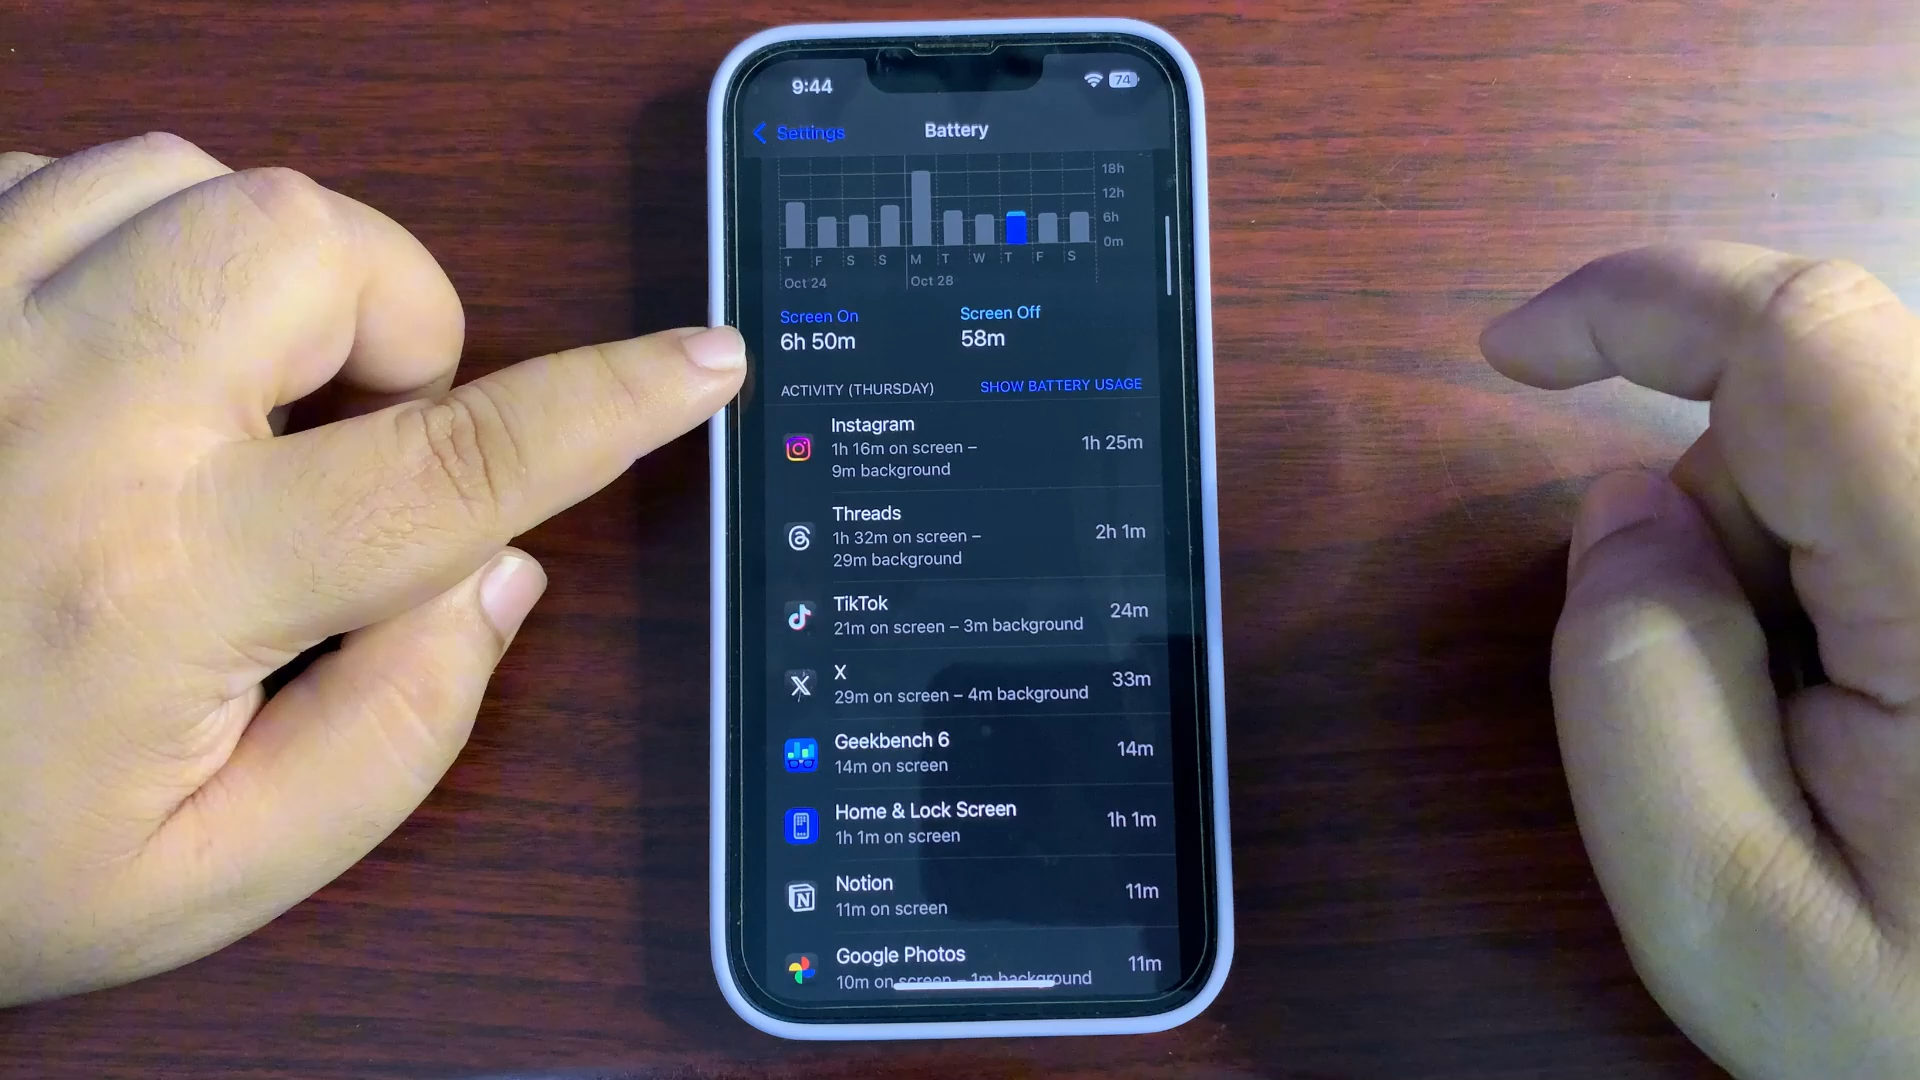 9:44
74
Settings
Battery
18h
12h
6h
0m
T F S S M T W T F S
Oct 24 Oct 28
Screen On Screen Off
6h 50m 58m
ACTIVITY (THURSDAY) SHOW BATTERY USAGE
Instagram
1h 16m on screen –
9m background
1h 25m
Threads
1h 32m on screen –
29m background
2h 1m
TikTok
21m on screen – 3m background
24m
X
29m on screen – 4m background
33m
Geekbench 6
14m on screen
14m
Home & Lock Screen
1h 1m on screen
1h 1m
Notion
11m on screen
11m
Google Photos
10m on screen – 1m background
11m